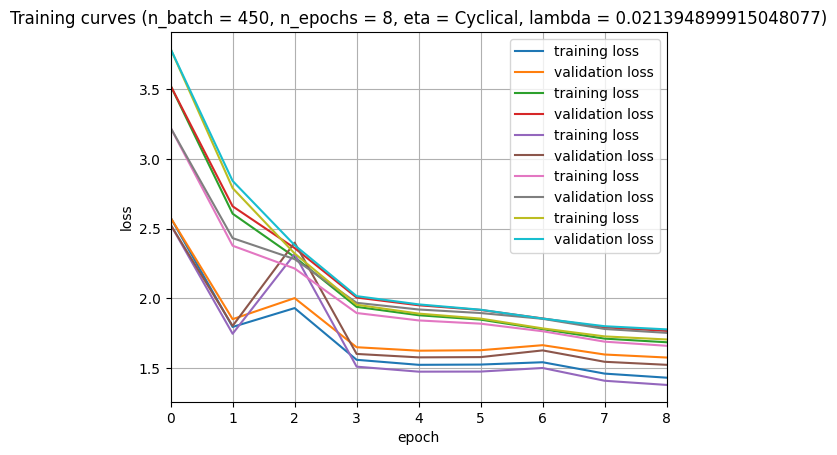 Training curves (n_batch = 450, n_epochs = 8, eta = Cyclical, lambda = 0.021394899915048077)
training loss
validation loss
training loss
validation loss
training loss
validation loss
training loss
validation loss
training loss
validation loss
3.5
3.0
2.5
2.0
1.5
loss
0 1 2 3 4 5 6 7 8
epoch